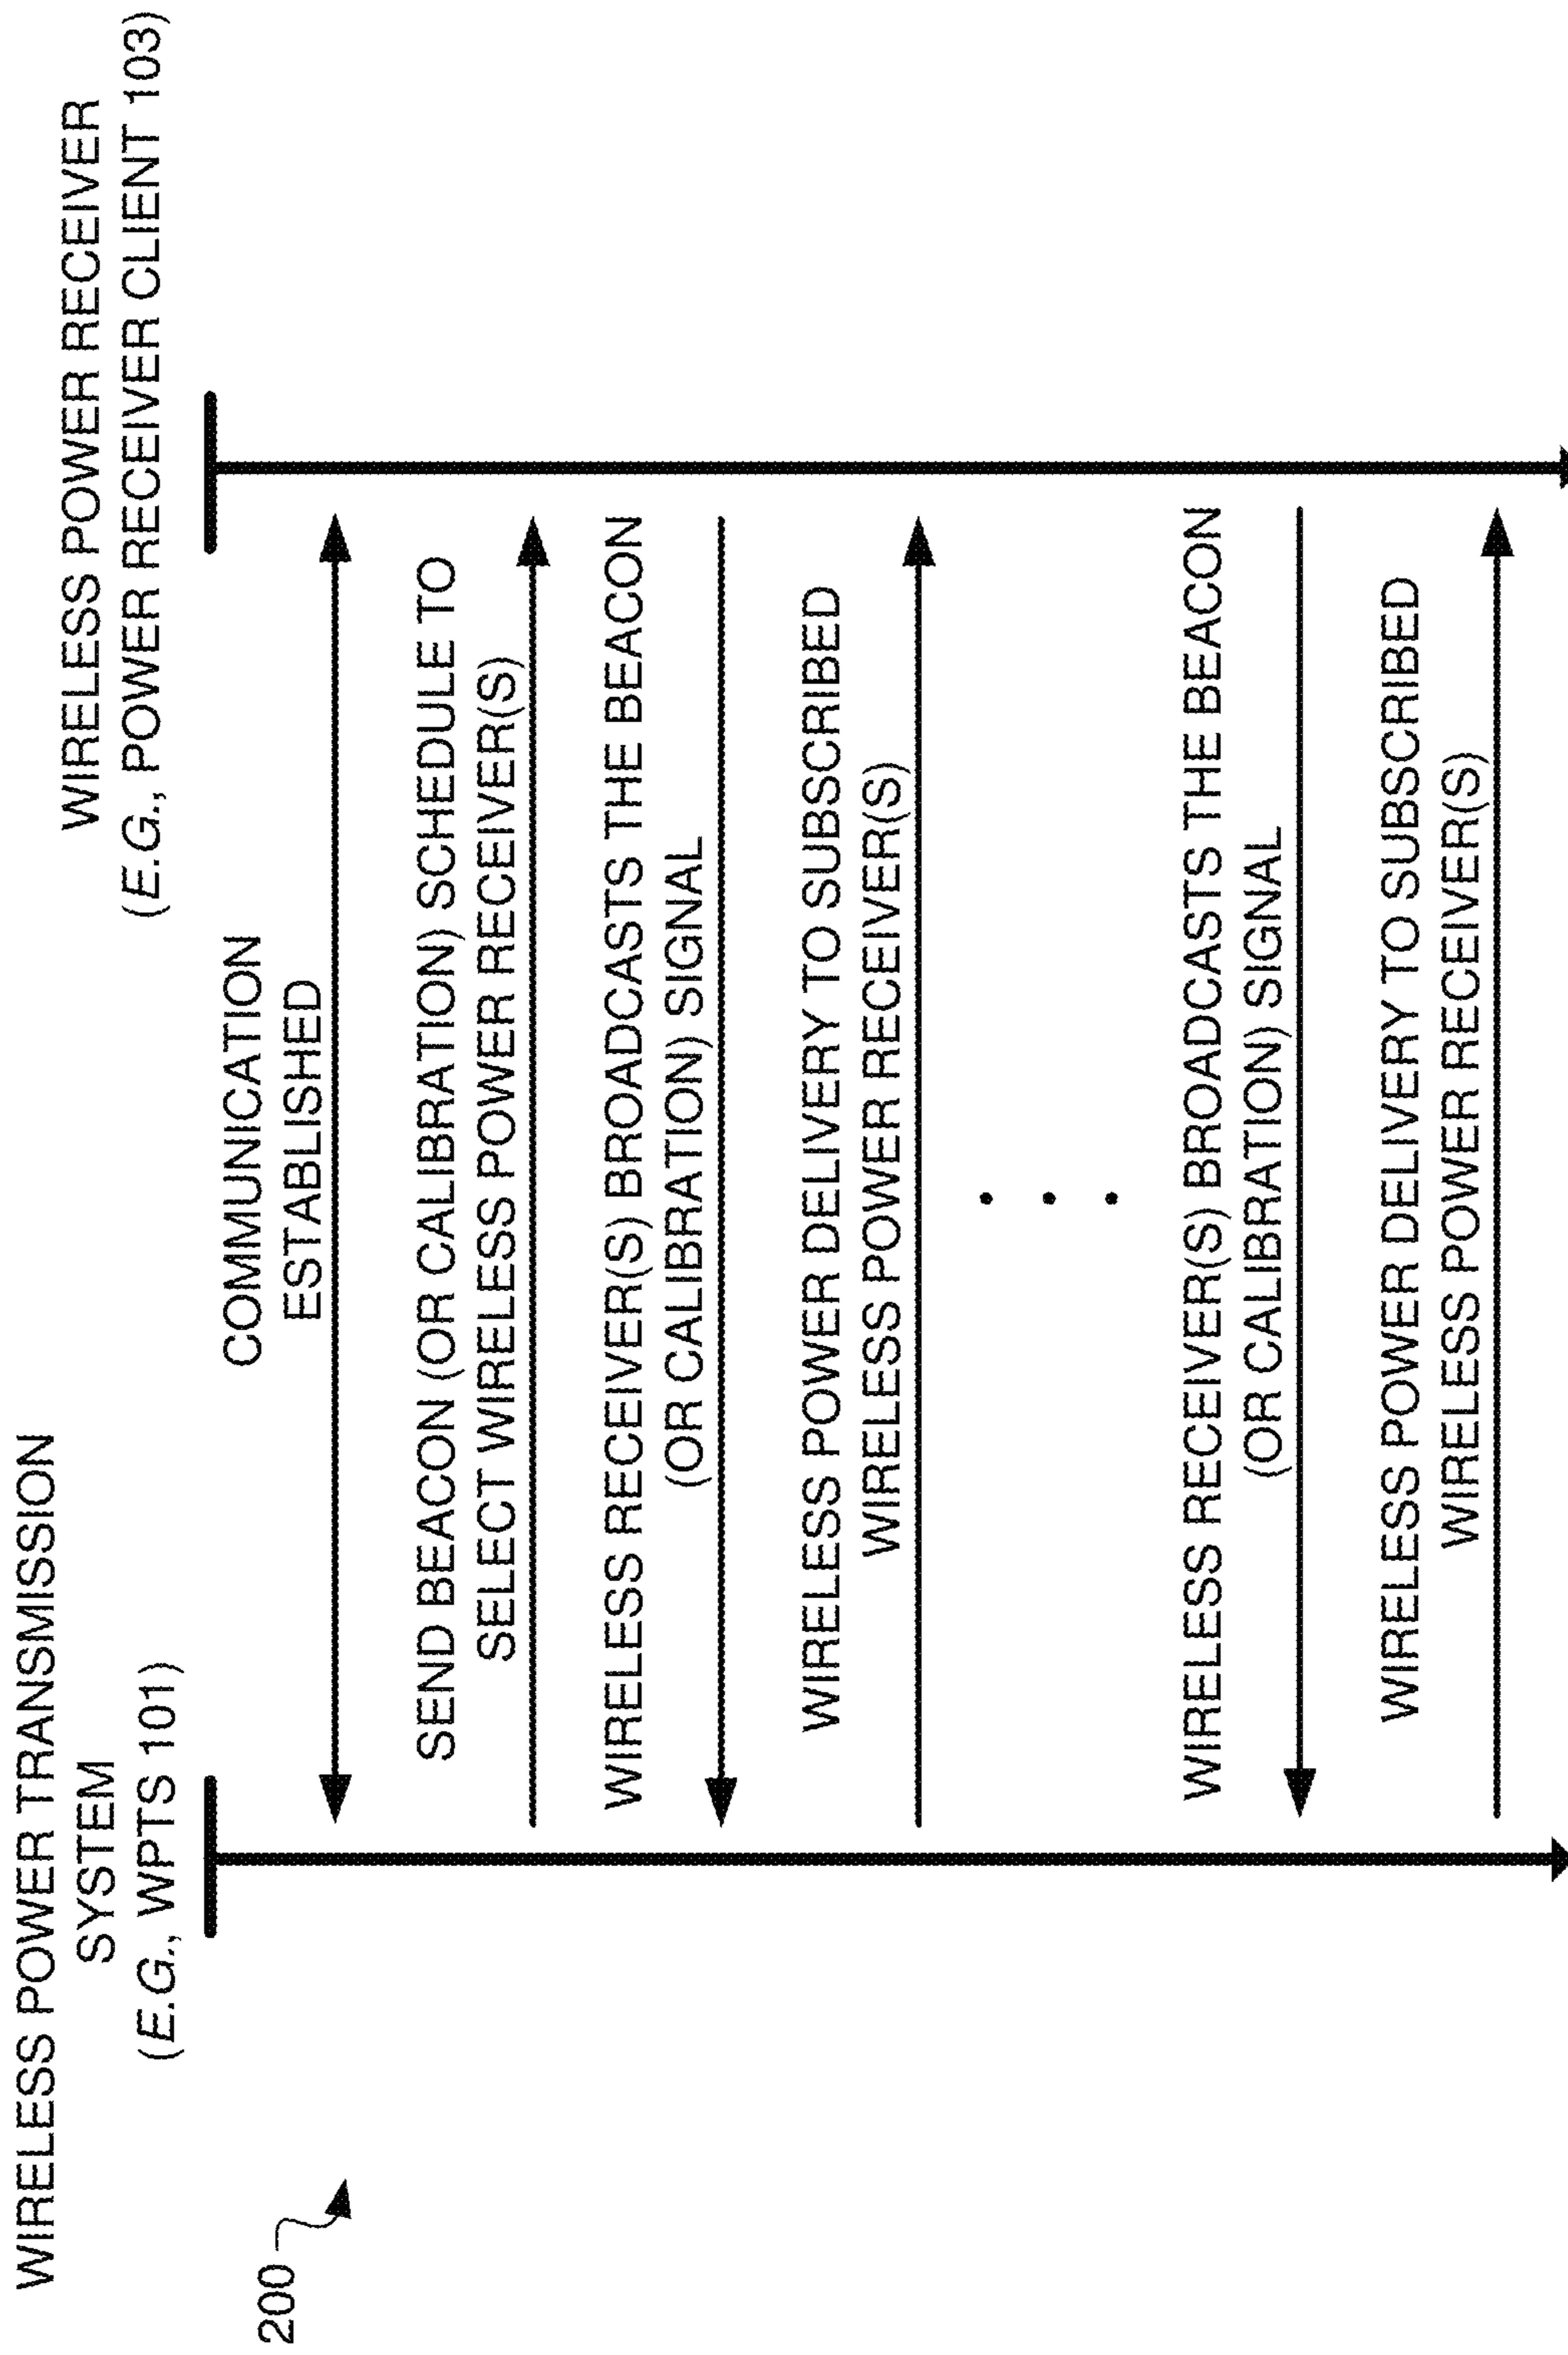 WIRELESS POWER TRANSMISSION
SYSTEM
(E.G., WPTS 101)
WIRELESS POWER RECEIVER
(E.G., POWER RECEIVER CLIENT 103)
200
COMMUNICATION
ESTABLISHED
SEND BEACON (OR CALIBRATION) SCHEDULE TO
SELECT WIRELESS POWER RECEIVER(S)
WIRELESS RECEIVER(S) BROADCASTS THE BEACON
(OR CALIBRATION) SIGNAL
WIRELESS POWER DELIVERY TO SUBSCRIBED
WIRELESS POWER RECEIVER(S)
WIRELESS RECEIVER(S) BROADCASTS THE BEACON
(OR CALIBRATION) SIGNAL
WIRELESS POWER DELIVERY TO SUBSCRIBED
WIRELESS POWER RECEIVER(S)